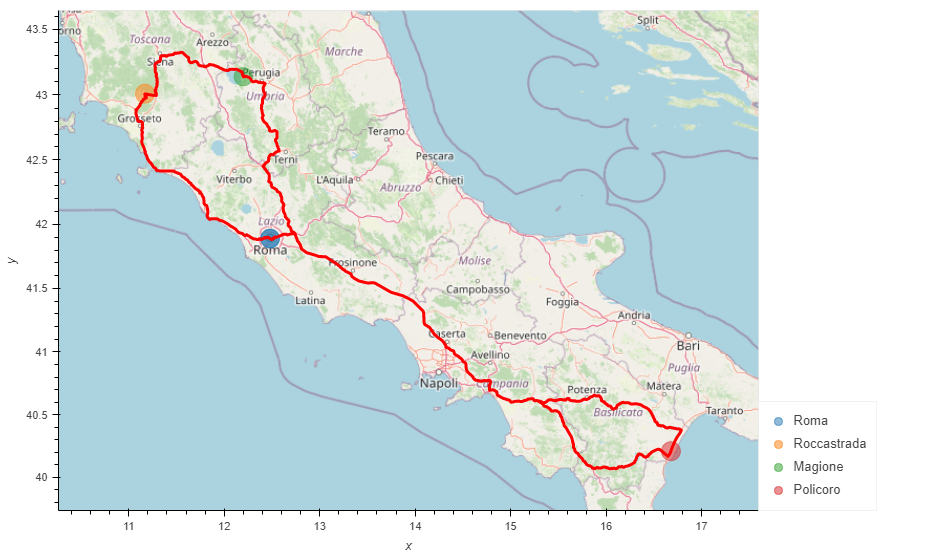 Split
orno
Toscana
Arezzo
Siena
Marche
Perugia
Umbria
Grosseto
Teramo
Pescara
Terni
Viterbo
L'Aquila
Chieti
Abruzzo
Lazio
Roma
Frosinone
Molise
Latina
Campobasso
Foggia
Andria
Caserta
Benevento
Bari
Avellino
Puglia
Napoli
Campania
Potenza
Matera
Basilicata
Taranto
43.5
43
42.5
42
41.5
41
40.5
40
y
11 12 13 14 15 16 17
x
Roma
Roccastrada
Magione
Policoro